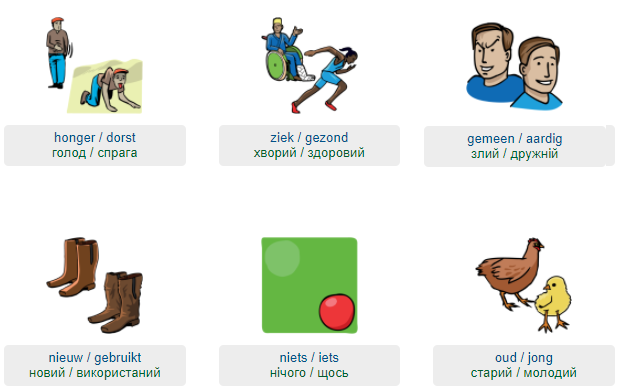 honger / dorst
голод / спрага
ziek / gezond
хворий / здоровий
gemeen / aardig
злий / дружній
nieuw / gebruikt
новий / використаний
niets / iets
нічого / щось
oud / jong
старий / молодий